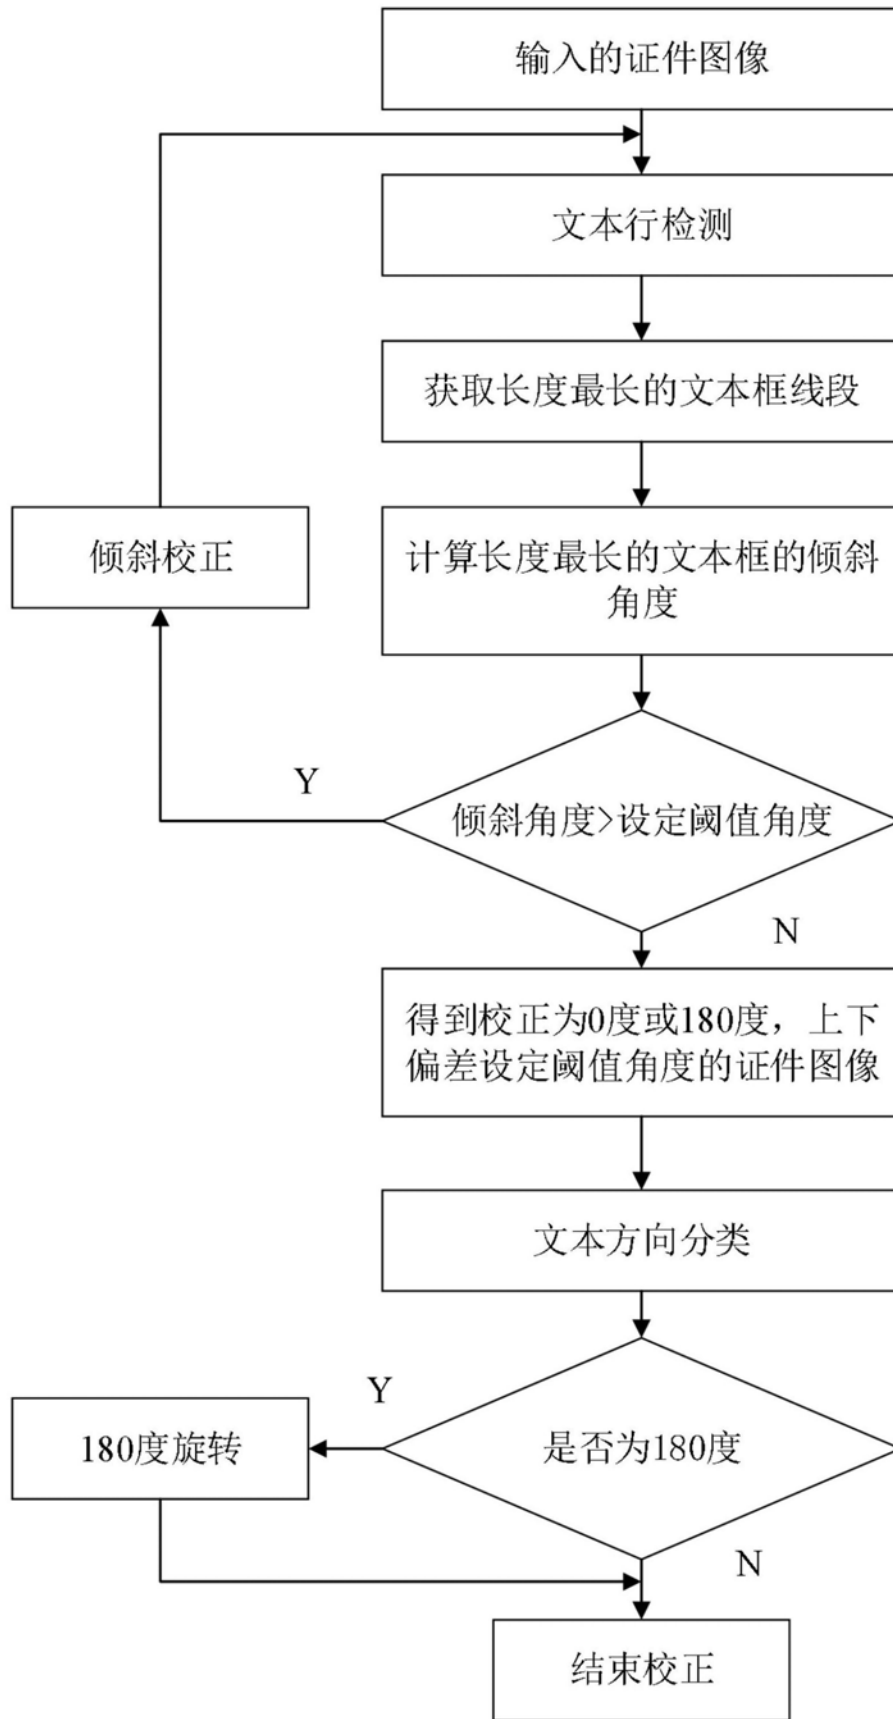 输入的证件图像
文本行检测
获取长度最长的文本框线段
倾斜校正
计算长度最长的文本框的倾斜
角度
Y
倾斜角度>设定阈值角度
N
得到校正为0度或180度，上下
偏差设定阈值角度的证件图像
文本方向分类
Y
180度旋转
是否为180度
N
结束校正